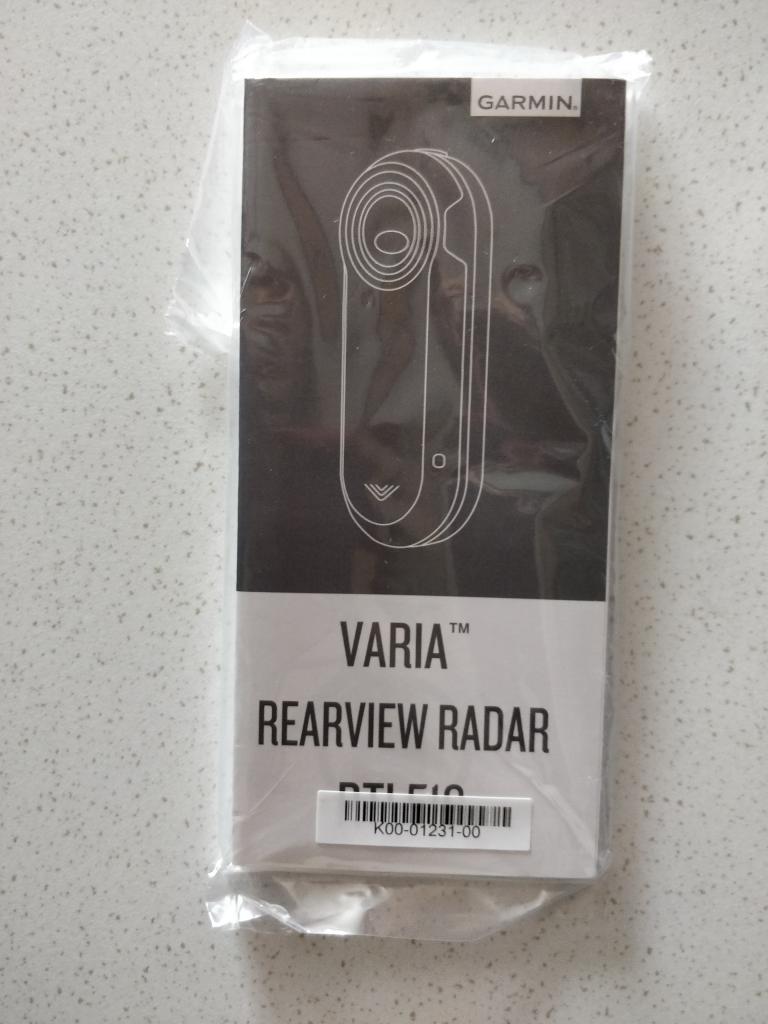 GARMIN.
VARIA™
REARVIEW RADAR
K00-01231-00